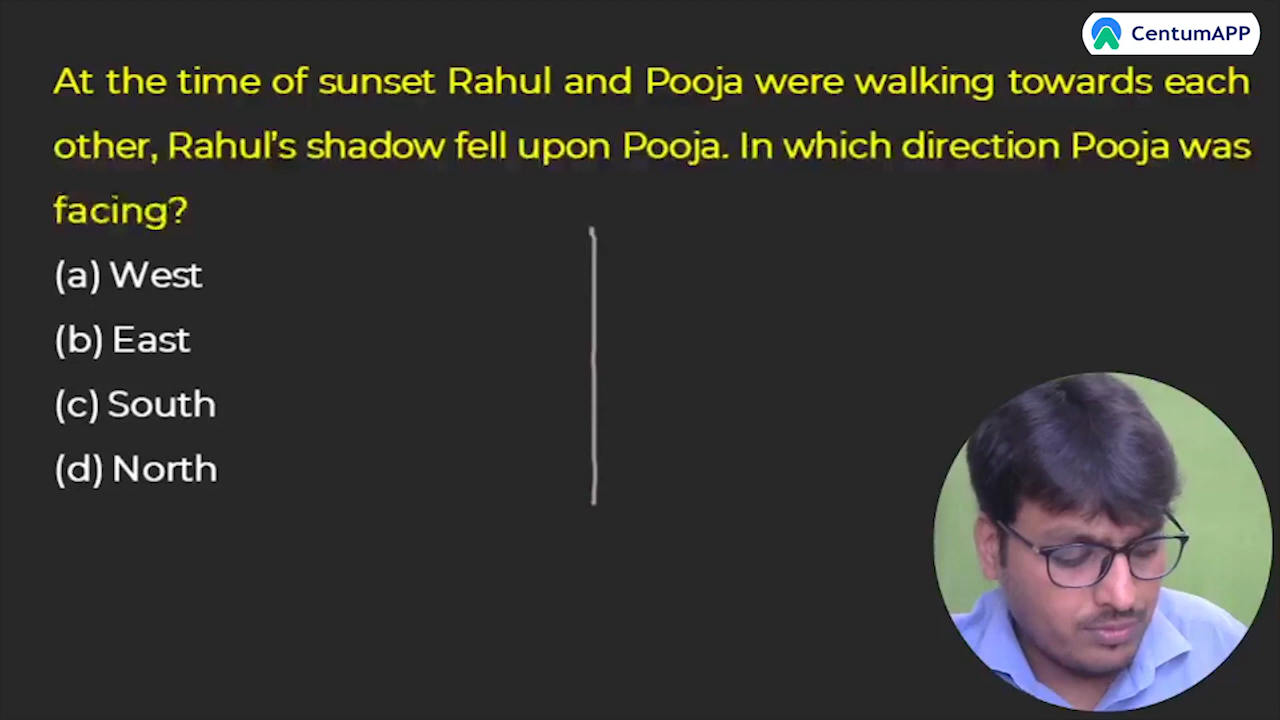 CentumAPP
At the time of sunset Rahul and Pooja were walking towards each
other, Rahul's shadow fell upon Pooja. In which direction Pooja was
facing?
(a) West
(b) East
(c) South
(d) North